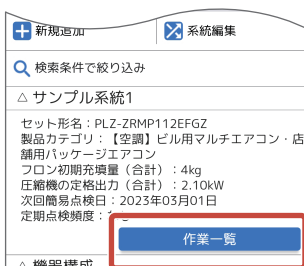 新規追加
系統編集
検索条件で絞り込み
△ サンプル系統1
セット形名：PLZ-ZRMP112EFGZ
製品カテゴリ：【空調】ビル用マルチエアコン・店
舗用パッケージエアコン
フロン初期充填量（合計）：4kg
圧縮機の定格出力（合計）：2.10kW
次回簡易点検日：2023年03月01日
定期点検頻度：
作業一覧
△ 機器構成